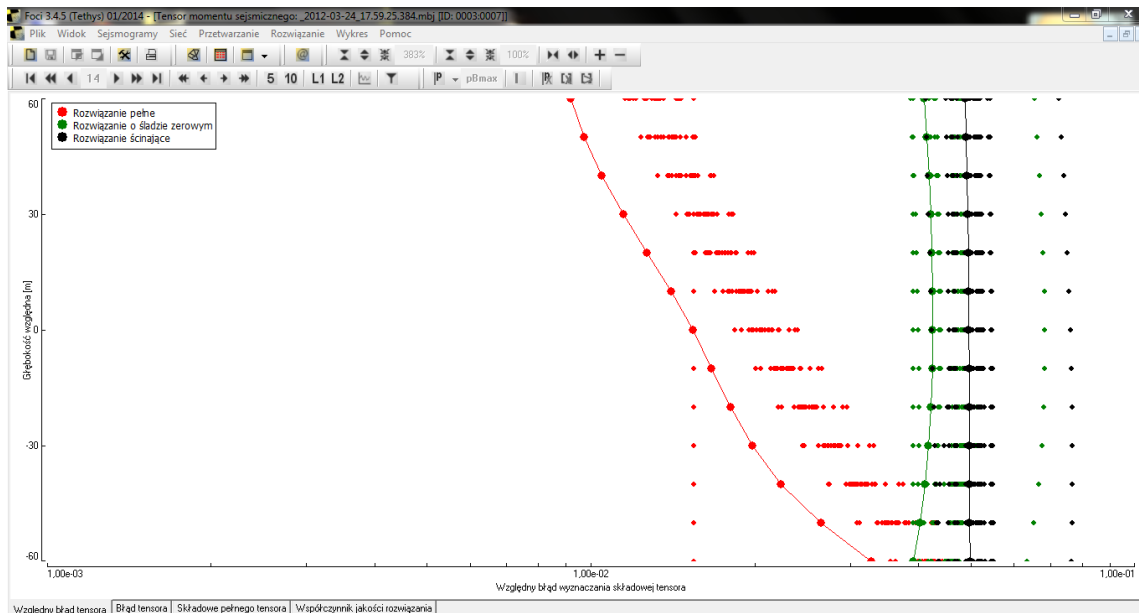 Foci 3.4.5 (Tethys) 01/2014 - [Tensor momentu sejsmicznego: _2012-03-24_17.59.25.384.mbj [ID: 0003:0007]]
Plik Widok Sejsmogramy Sieć Przetwarzanie Rozwiązanie Wykres Pomoc
383% 100%
14 5 10 L1 L2 P pBmax
60
Rozwiązanie pełne
Rozwiązanie o śladzie zerowym
Rozwiązanie ścinające
30
Głębokość względna [m]
0
-30
-60
1,00e-03 1,00e-02 1,00e-01
Względny błąd wyznaczania składowej tensora
Względny błąd tensora Błąd tensora Składowe pełnego tensora Współczynnik jakości rozwiązania